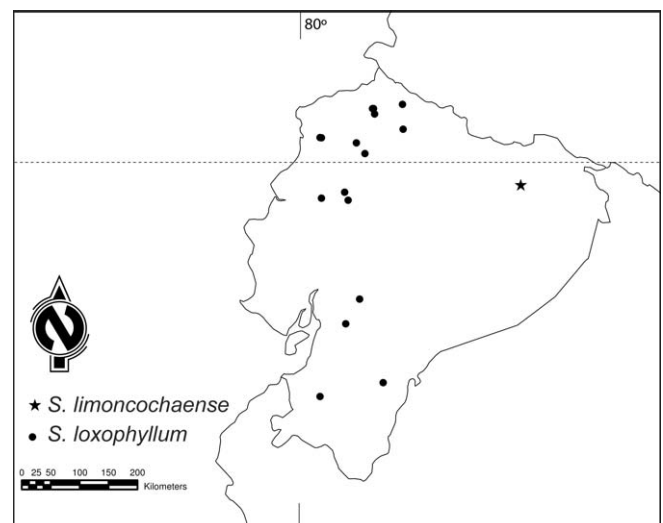 80º
★ S. limoncochaense
● S. loxophyllum
0 25 50 100 150 200
Kilometers